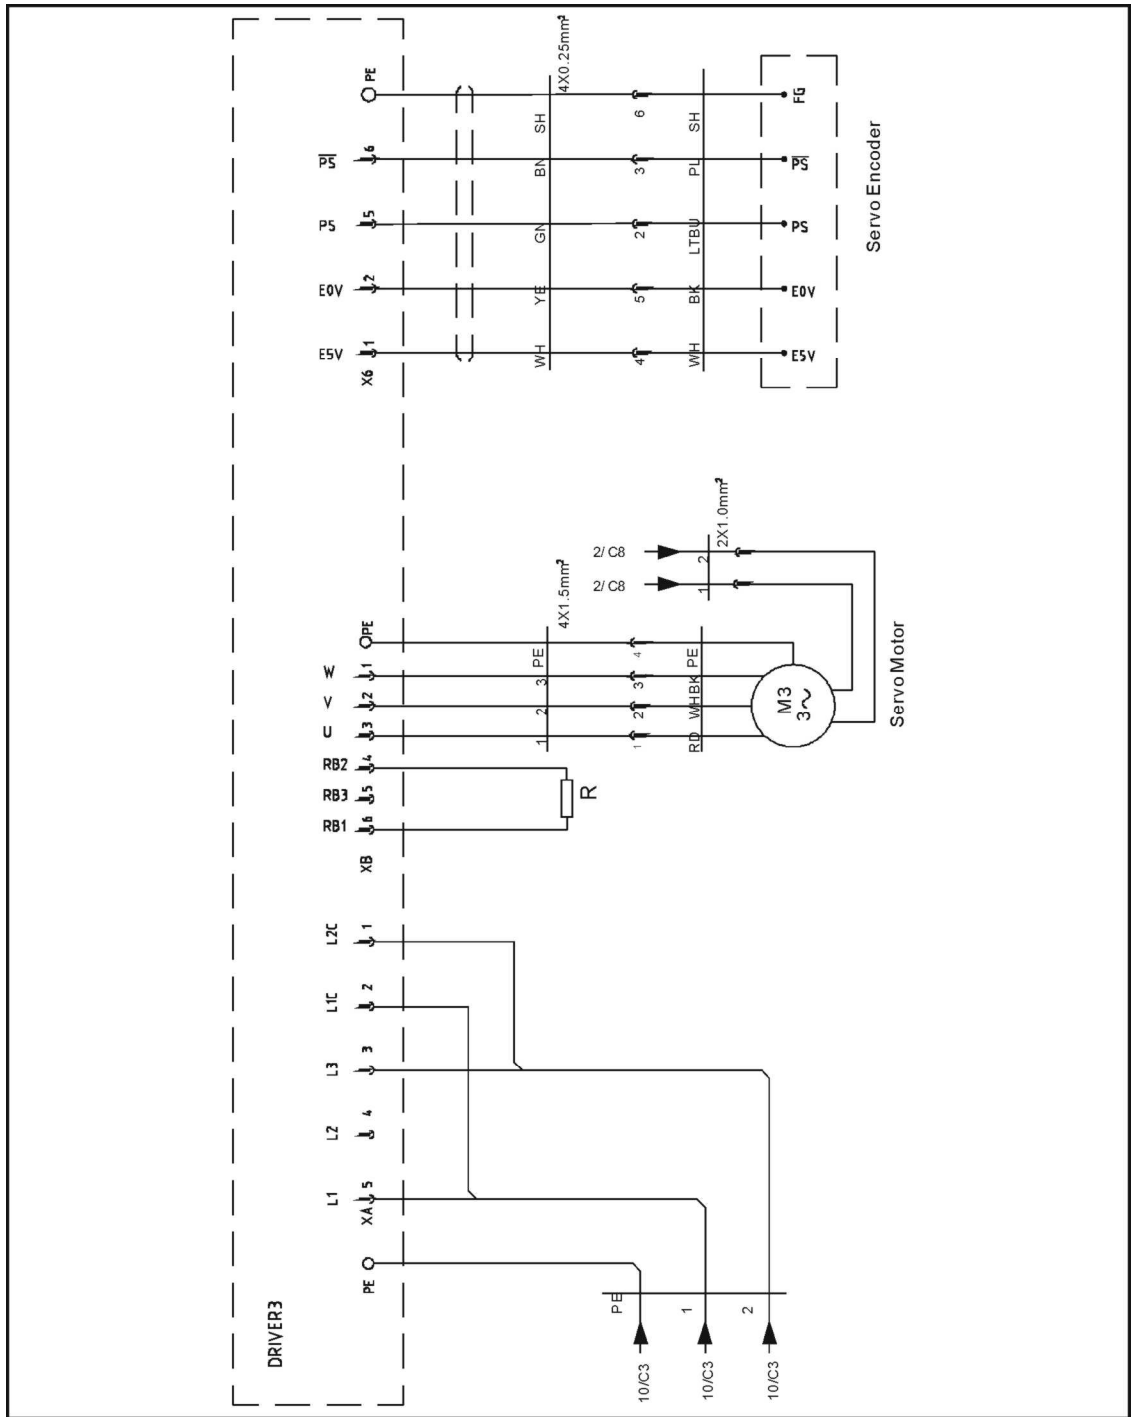 PE
4X0.25mm²
SH
6
SH
FG
PS
6
BN
3
PL
PS
PS
5
GN
2
LTBU
PS
E0V
2
YE
5
BK
E0V
E5V
1
WH
4
WH
E5V
X6
Servo Encoder
2/ C8
2
2X1.0mm²
2/ C8
1
4X1.5mm²
PE
PE
4
PE
W
1
3
3
BK
V
2
2
2
WH
U
3
1
1
RD
M3
3~
Servo Motor
RB2
4
RB3
5
RB1
6
R
XB
L2C
1
L1C
2
L3
3
L2
4
L1
5
XA
PE
DRIVER3
PE
1
2
10/C3
10/C3
10/C3